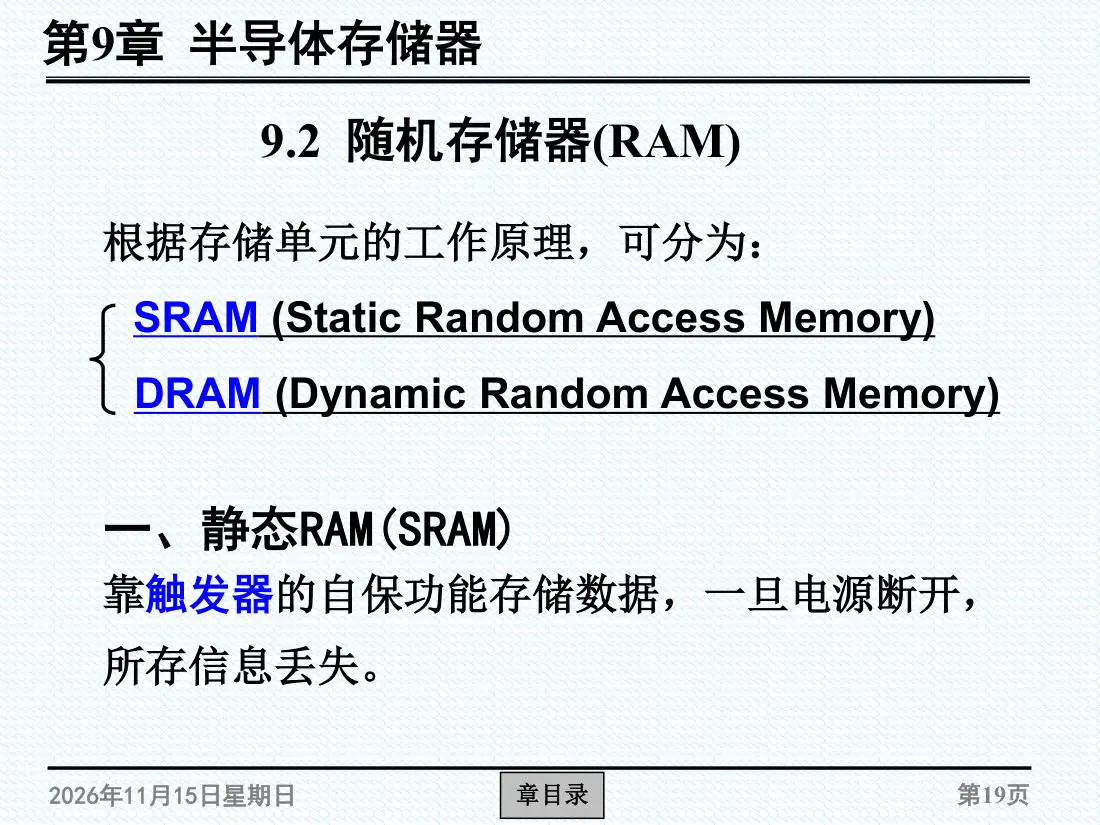 第9章 半导体存储器
9.2 随机存储器(RAM)
根据存储单元的工作原理，可分为：
SRAM (Static Random Access Memory)
DRAM (Dynamic Random Access Memory)
一、静态RAM(SRAM)
靠触发器的自保功能存储数据，一旦电源断开，
所存信息丢失。
2026年11月15日星期日
章目录
第19页